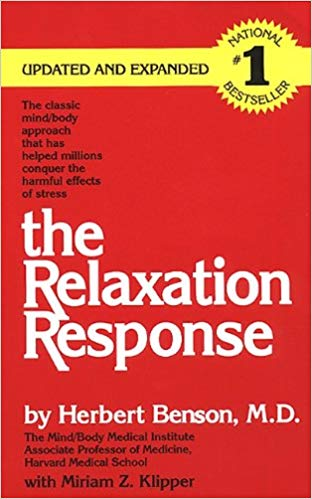 UPDATED AND EXPANDED
NATIONAL
#1
BESTSELLER
The classic
mind/body
approach
that has
helped millions
conquer the
harmful effects
of stress
the
Relaxation
Response
by Herbert Benson, M.D.
The Mind/Body Medical Institute
Associate Professor of Medicine,
Harvard Medical School
with Miriam Z. Klipper